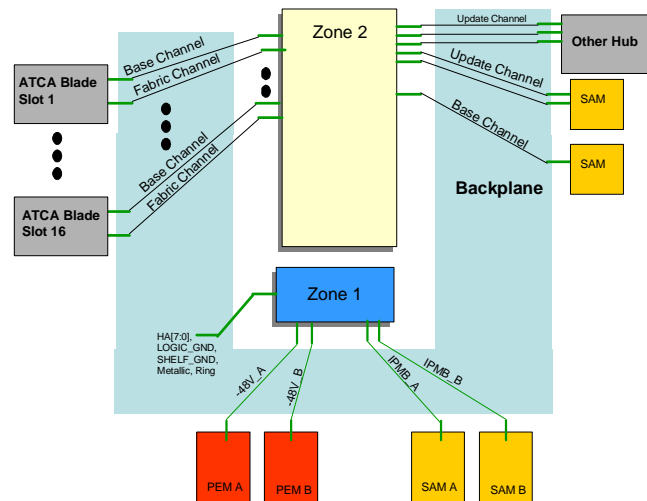 Zone 2
Update Channel
Other Hub
Base Channel
Fabric Channel
ATCA Blade
Slot 1
Update Channel
SAM
Base Channel
SAM
Base Channel
Fabric Channel
Backplane
ATCA Blade
Slot 16
Zone 1
HA[7:0],
LOGIC_GND,
SHELF_GND,
Metallic, Ring
-48V_A
-48V_B
IPMB_A
IPMB_B
PEM A
PEM B
SAM A
SAM B